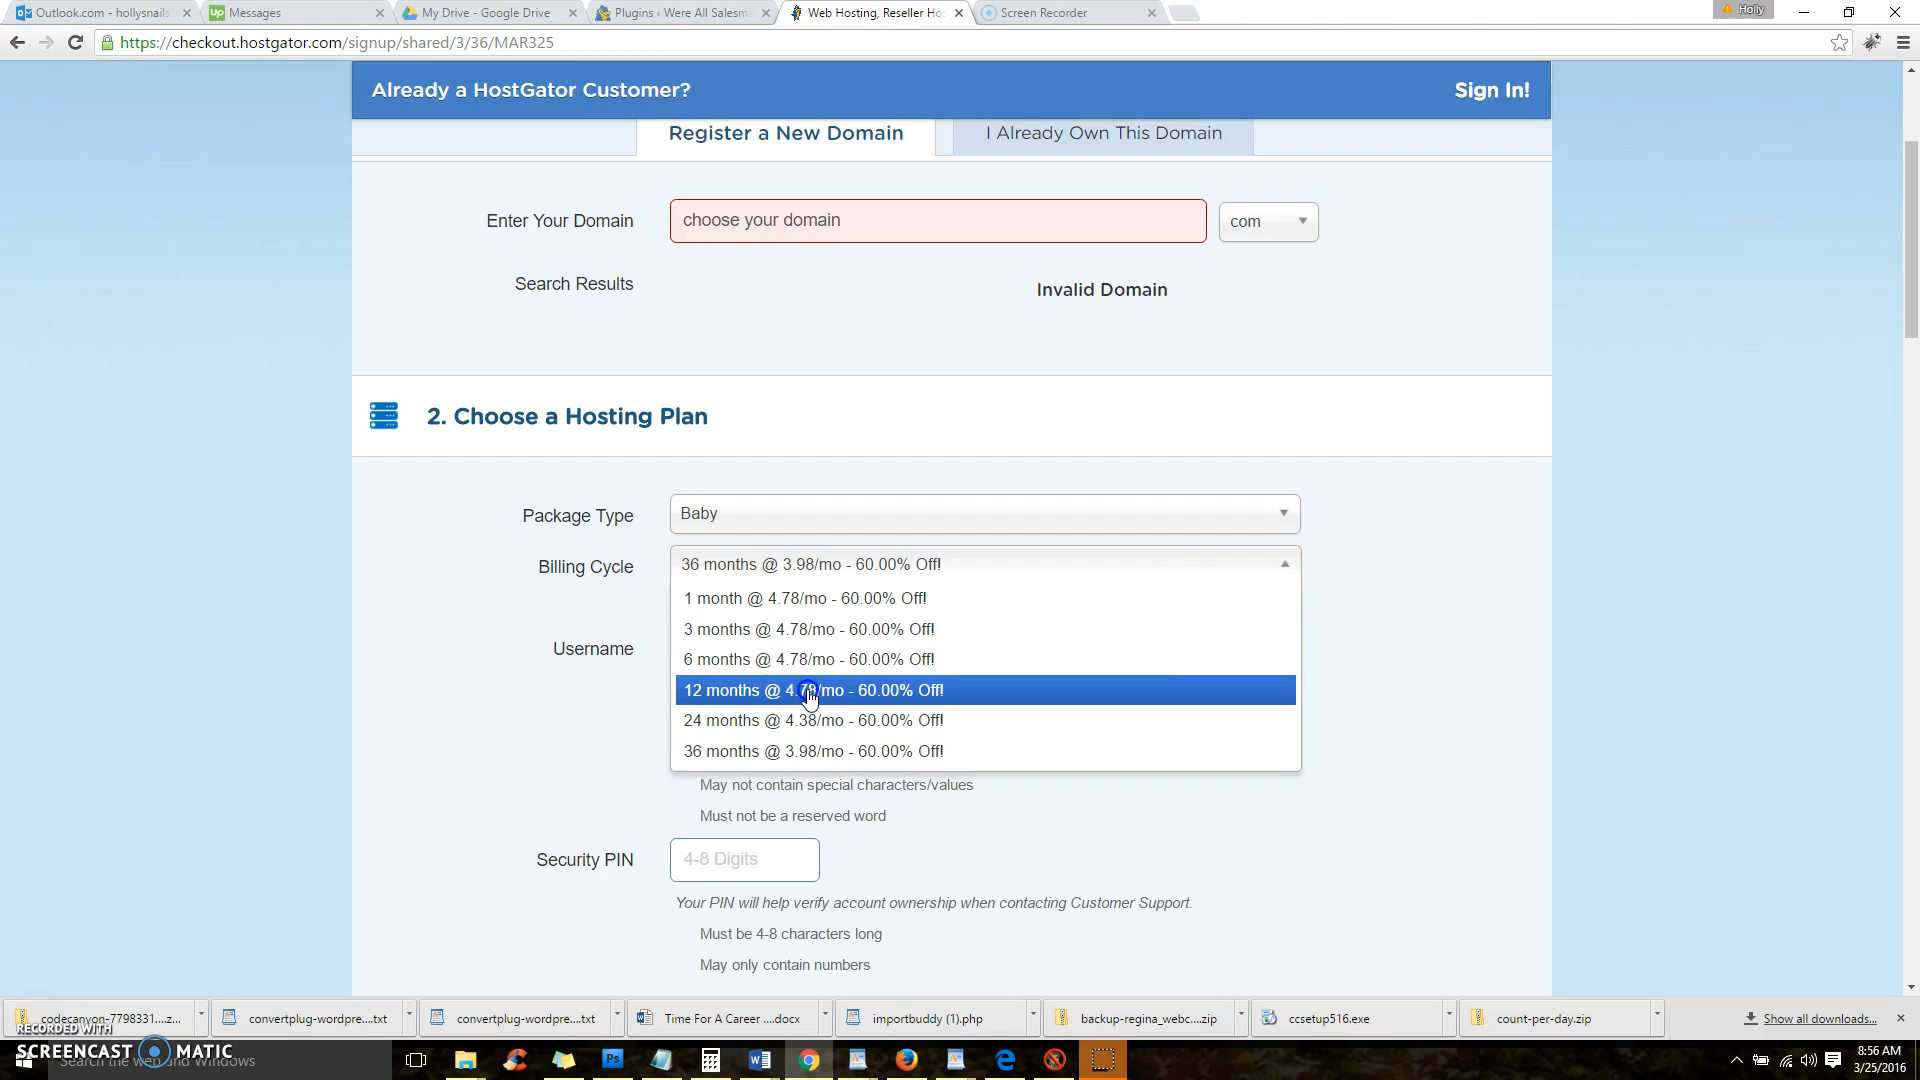 Outlook.com - hollysnails
Messages
My Drive - Google Drive
Plugins ‹ Were All Salesm
Web Hosting, Reseller Ho
Screen Recorder
Holly
https://checkout.hostgator.com/signup/shared/3/36/MAR325
Already a HostGator Customer?
Sign In!
Register a New Domain
I Already Own This Domain
Enter Your Domain
choose your domain
com
Search Results
Invalid Domain
2. Choose a Hosting Plan
Package Type
Baby
Billing Cycle
36 months @ 3.98/mo - 60.00% Off!
1 month @ 4.78/mo - 60.00% Off!
3 months @ 4.78/mo - 60.00% Off!
Username
6 months @ 4.78/mo - 60.00% Off!
12 months @ 4.78/mo - 60.00% Off!
24 months @ 4.38/mo - 60.00% Off!
36 months @ 3.98/mo - 60.00% Off!
May not contain special characters/values
Must not be a reserved word
Security PIN
4-8 Digits
Your PIN will help verify account ownership when contacting Customer Support.
Must be 4-8 characters long
May only contain numbers
codecanyon-7798331....z...
convertplug-wordpre....txt
convertplug-wordpre....txt
Time For A Career ....docx
importbuddy (1).php
backup-regina_webc....zip
ccsetup516.exe
count-per-day.zip
Show all downloads...
RECORDED WITH
SCREENCAST MATIC
Search the web and Windows
8:56 AM
3/25/2016